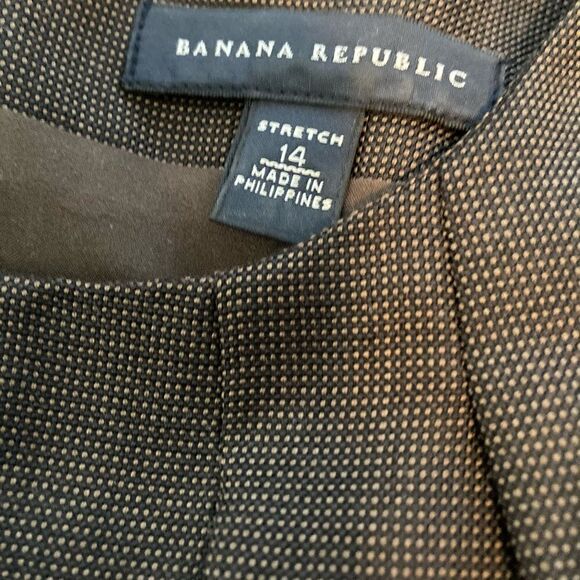 BANANA REPUBLIC
STRETCH
14
MADE IN
PHILIPPINES